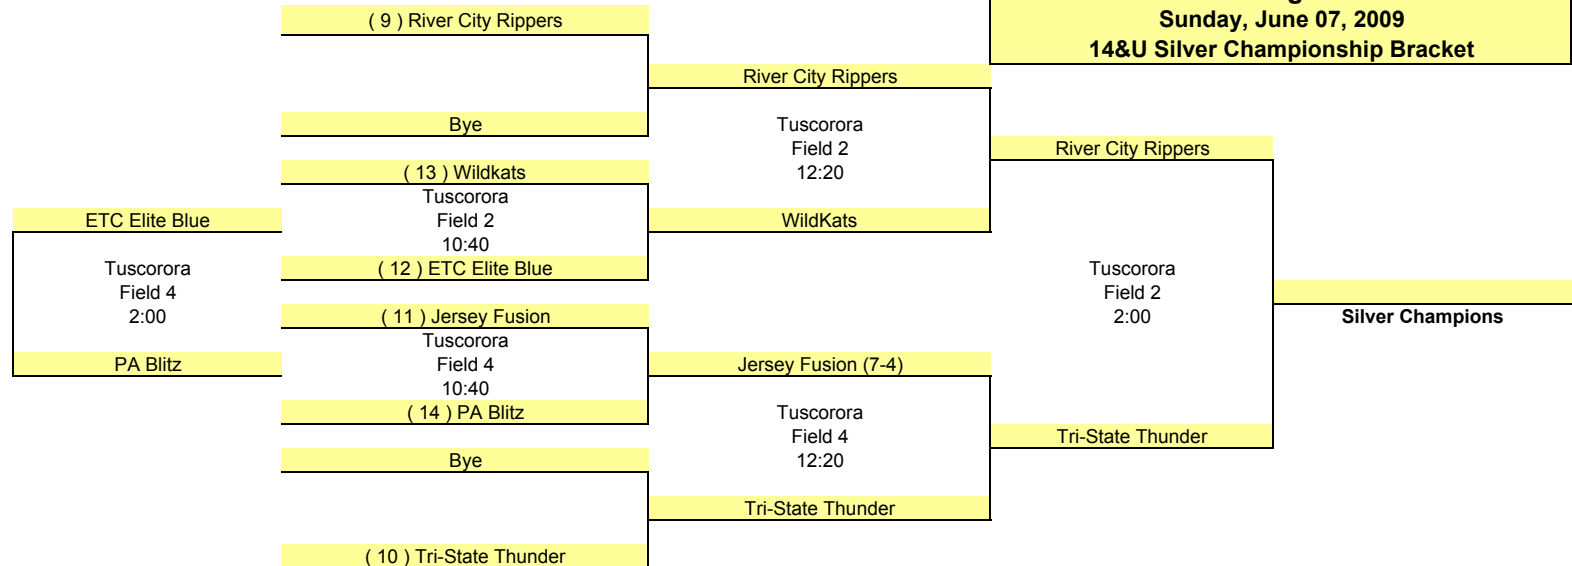 ( 9 ) River City Rippers
Sunday, June 07, 2009
14&U Silver Championship Bracket
River City Rippers
Bye
Tuscorora
Field 2
12:20
River City Rippers
( 13 ) Wildkats
Tuscorora
Field 2
10:40
ETC Elite Blue
WildKats
( 12 ) ETC Elite Blue
Tuscorora
Field 4
2:00
Tuscorora
Field 2
2:00
Silver Champions
( 11 ) Jersey Fusion
Tuscorora
Field 4
10:40
PA Blitz
Jersey Fusion (7-4)
( 14 ) PA Blitz
Tuscorora
Field 4
12:20
Tri-State Thunder
Bye
Tri-State Thunder
( 10 ) Tri-State Thunder